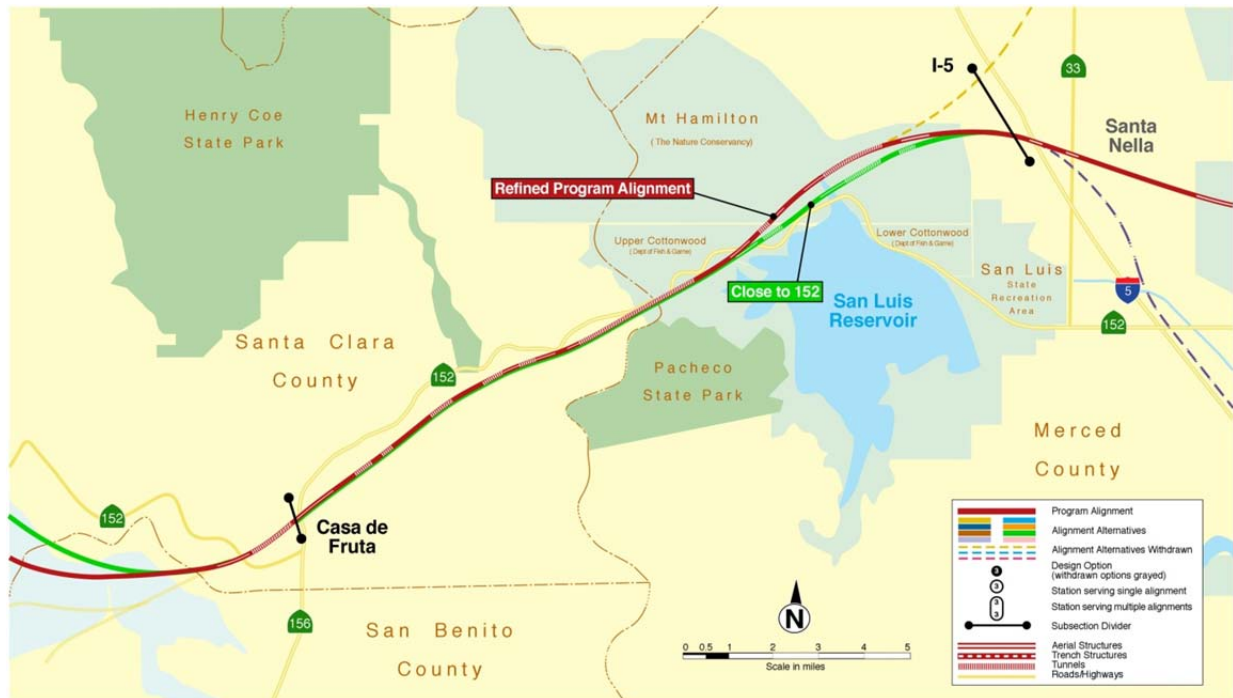 I-5
33
Henry Coe
State Park
Mt Hamilton
( The Nature Conservancy)
Santa
Nella
Refined Program Alignment
Upper Cottonwood
( Dept of Fish & Game)
Lower Cottonwood
( Dept of Fish & Game)
Close to 152
San Luis
State
Recreation
Area
San Luis
Reservoir
5
152
Santa Clara
County
152
Pacheco
State Park
Merced
County
152
Casa de
Fruta
156
San Benito
County
N
0 0.5 1 2 3 4 5
Scale in miles
Program Alignment
Alignment Alternatives
Alignment Alternatives Withdrawn
3
Design Option
(withdrawn options grayed)
3
Station serving single alignment
3
3
Station serving multiple alignments
Subsection Divider
Aerial Structures
Trench Structures
Tunnels
Roads/Highways